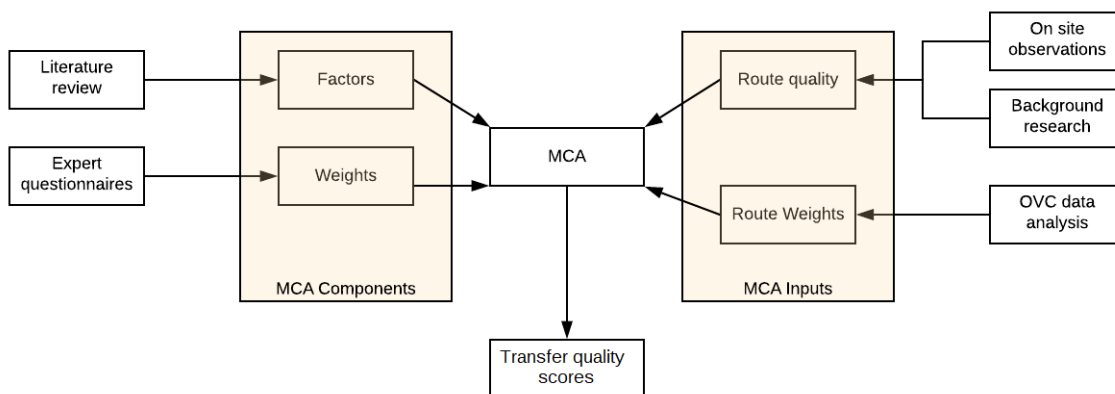 Literature
review
Expert
questionnaires
Factors
Weights
MCA Components
MCA
Transfer quality
scores
Route quality
Route Weights
MCA Inputs
On site
observations
Background
research
OVC data
analysis